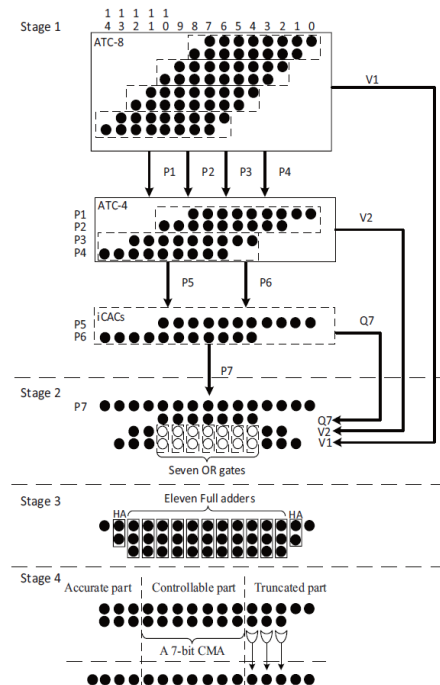 Stage 1
1 1 1 1 1
4 3 2 1 0 9 8 7 6 5 4 3 2 1 0
ATC-8
V1
P1 P2 P3 P4
ATC-4
P1
P2
P3
P4
V2
P5 P6
iCACs
P5
P6
Q7
P7
Stage 2
P7
Q7
V2
V1
Seven OR gates
Stage 3
Eleven Full adders
HA HA
Stage 4
Accurate part Controllable part Truncated part
A 7-bit CMA